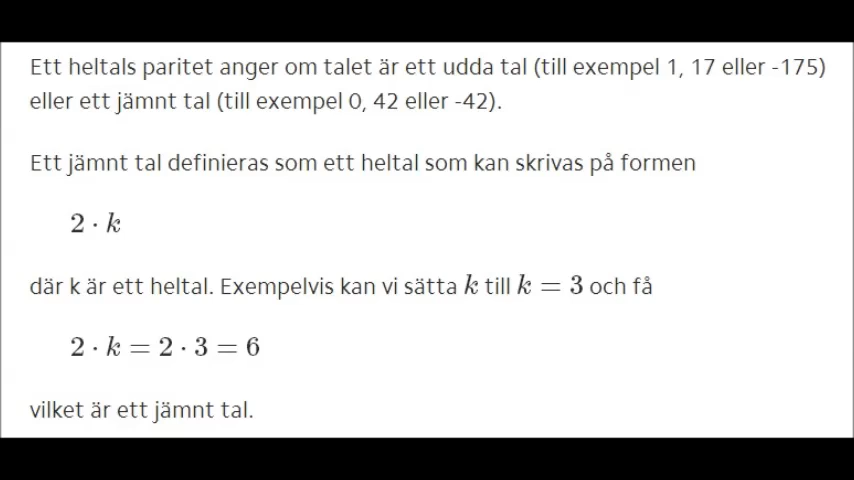 Ett heltals paritet anger om talet är ett udda tal (till exempel 1, 17 eller -175)
eller ett jämnt tal (till exempel 0, 42 eller -42).
Ett jämnt tal definieras som ett heltal som kan skrivas på formen
2 · k
där k är ett heltal. Exempelvis kan vi sätta k till k = 3 och få
2 · k = 2 · 3 = 6
vilket är ett jämnt tal.